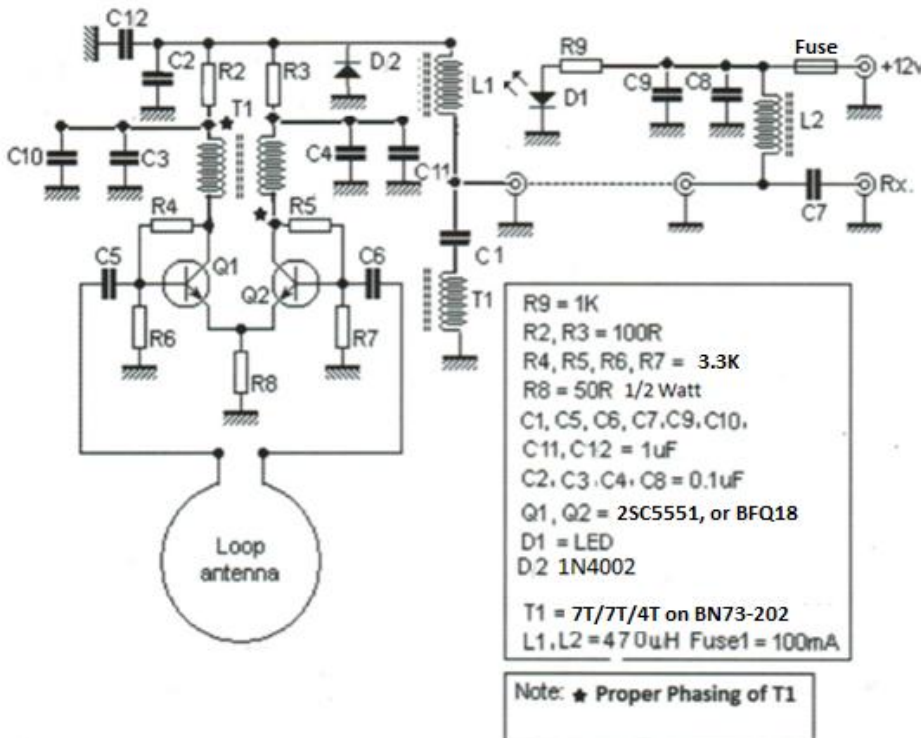 C12
C2
R2
R3
D2
L1
R9
D1
C9
C8
Fuse
+12v
L2
T1
C10
C3
C4
C11
C7
Rx.
R4
R5
C5
Q1
Q2
C6
C1
T1
R6
R7
R8
Loop
antenna
R9 = 1K
R2, R3 = 100R
R4, R5, R6, R7 = 3.3K
R8 = 50R 1/2 Watt
C1, C5, C6, C7, C9, C10,
C11, C12 = 1uF
C2, C3, C4, C8 = 0.1uF
Q1, Q2 = 2SC5551, or BFQ18
D1 = LED
D2 1N4002
T1 = 7T/7T/4T on BN73-202
L1, L2 = 470uH Fuse1 = 100mA
Note: ★ Proper Phasing of T1